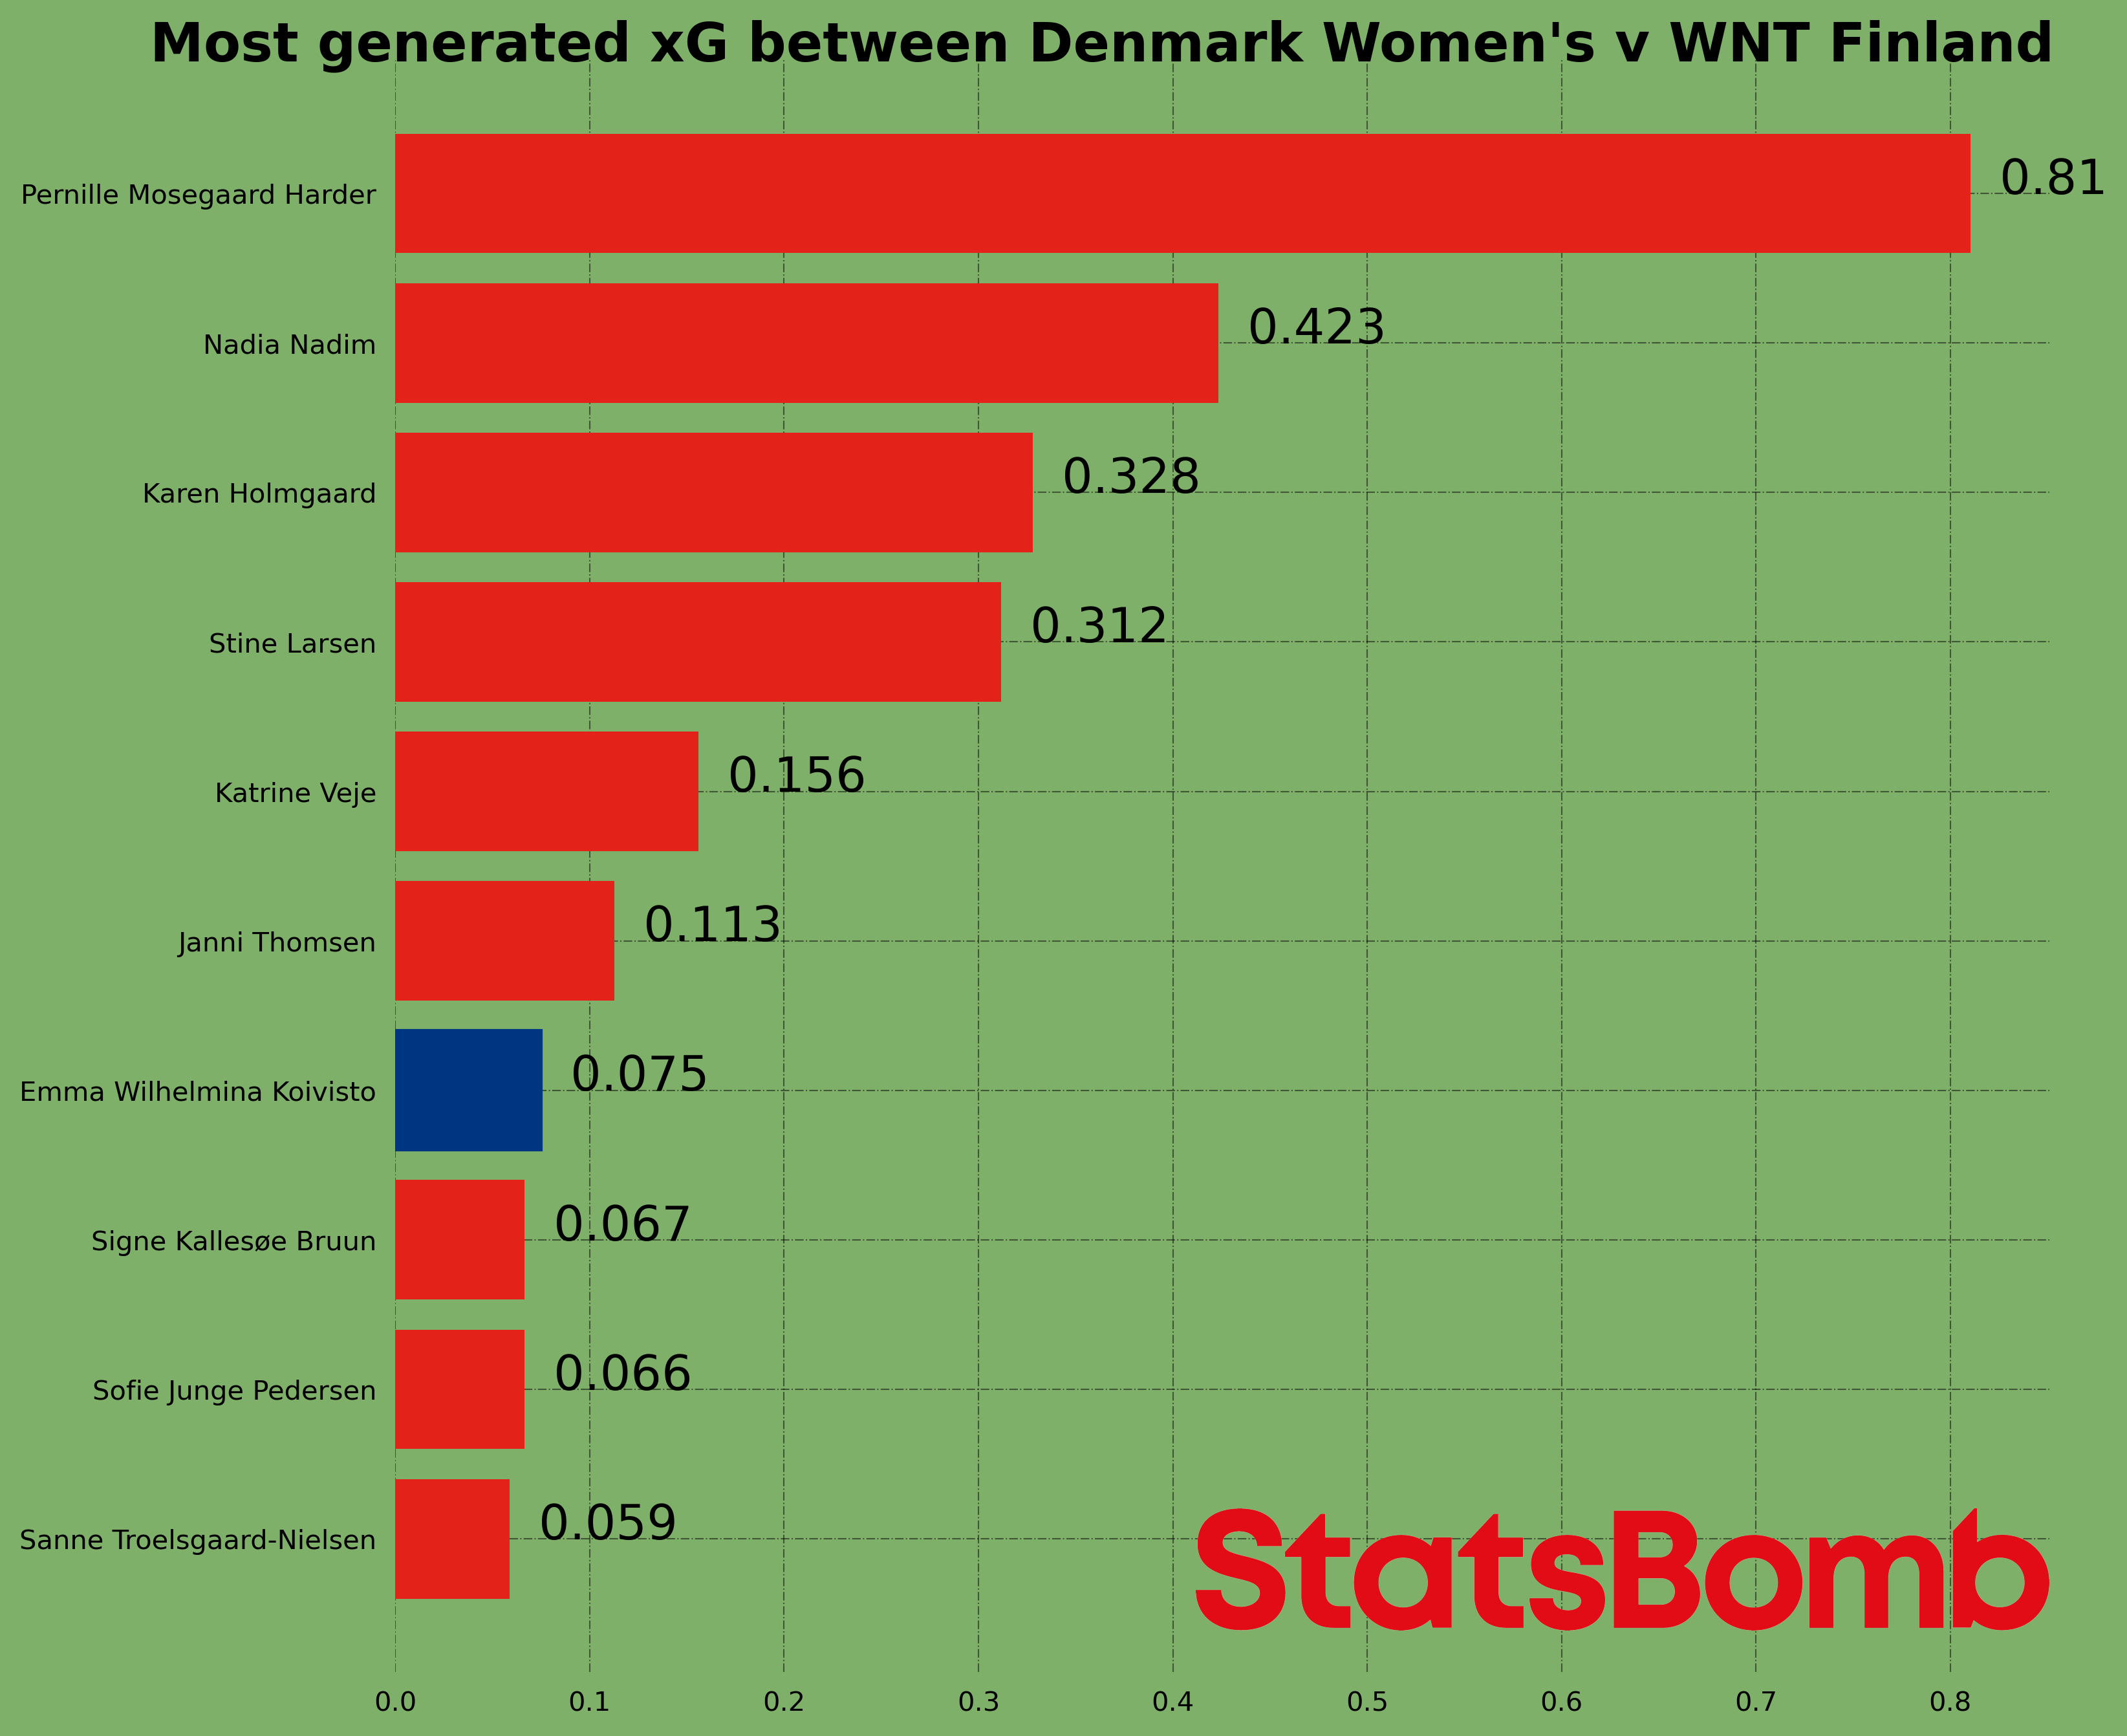 Most generated xG between Denmark Women's v WNT Finland
Pernille Mosegaard Harder 0.81
Nadia Nadim 0.423
Karen Holmgaard 0.328
Stine Larsen 0.312
Katrine Veje 0.156
Janni Thomsen 0.113
Emma Wilhelmina Koivisto 0.075
Signe Kallesøe Bruun 0.067
Sofie Junge Pedersen 0.066
Sanne Troelsgaard-Nielsen 0.059
StatsBomb
0.0 0.1 0.2 0.3 0.4 0.5 0.6 0.7 0.8